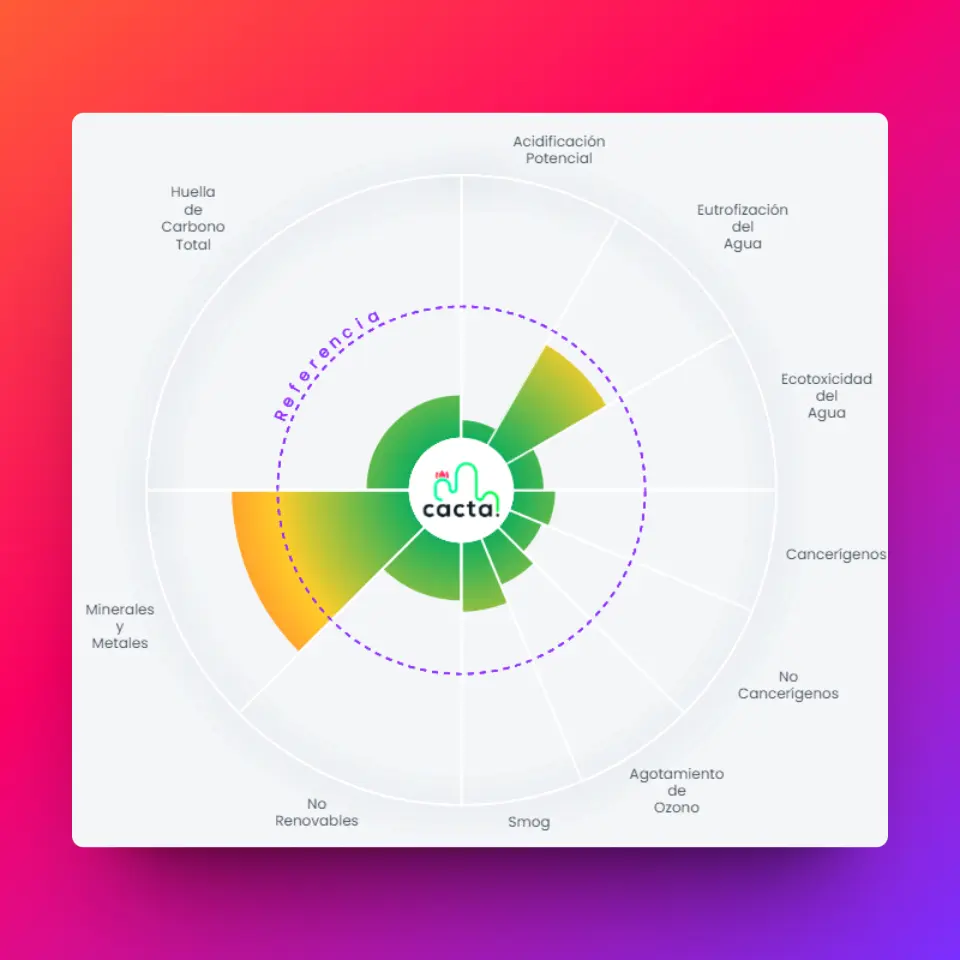 Acidificación
Potencial
Huella
de
Carbono
Total
Eutrofización
del
Agua
Referencia
Ecotoxicidad
del
Agua
cacta!
Cancerígenos
Minerales
y
Metales
No
Cancerígenos
Agotamiento
de
Ozono
No
Renovables
Smog